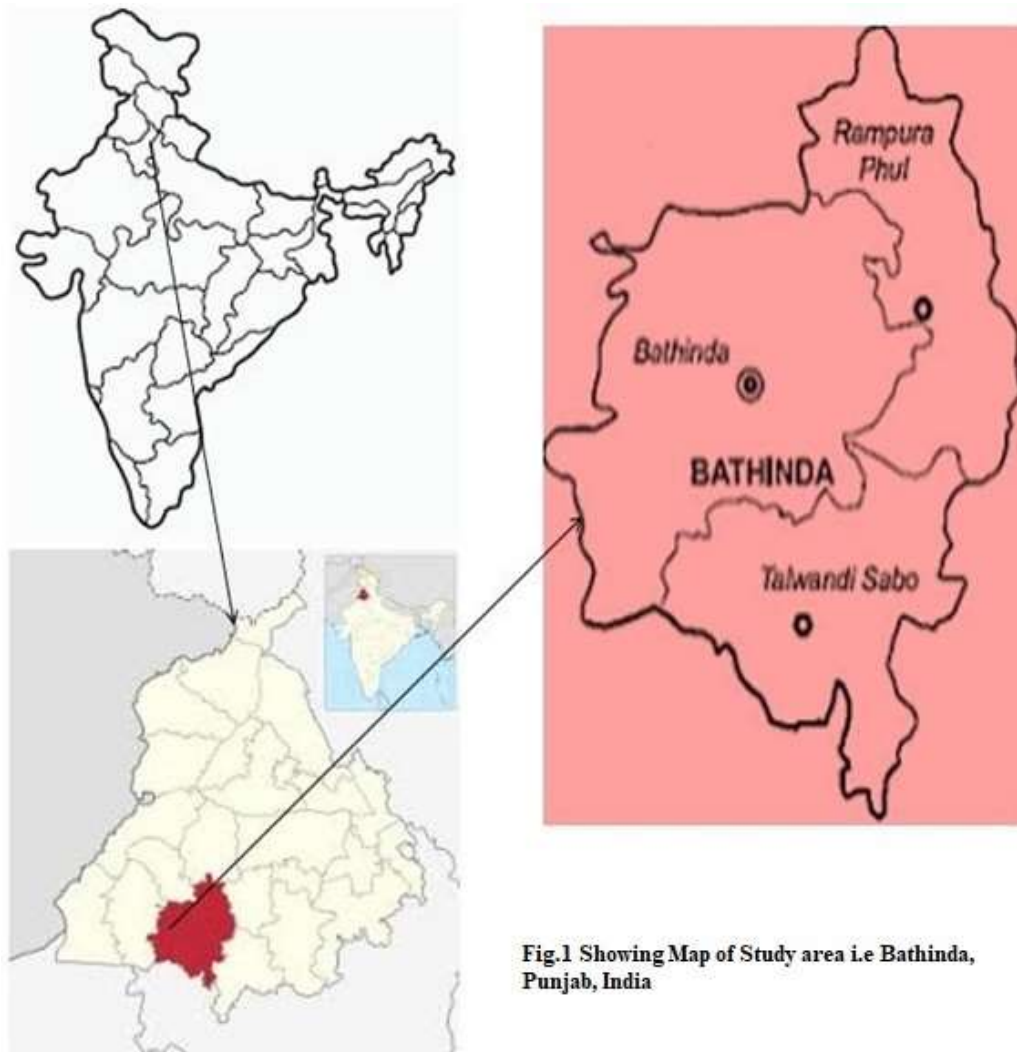 Rampura
Phul
Bathinda
BATHINDA
Talwandi Sabo
Fig.1 Showing Map of Study area i.e Bathinda,
Punjab, India